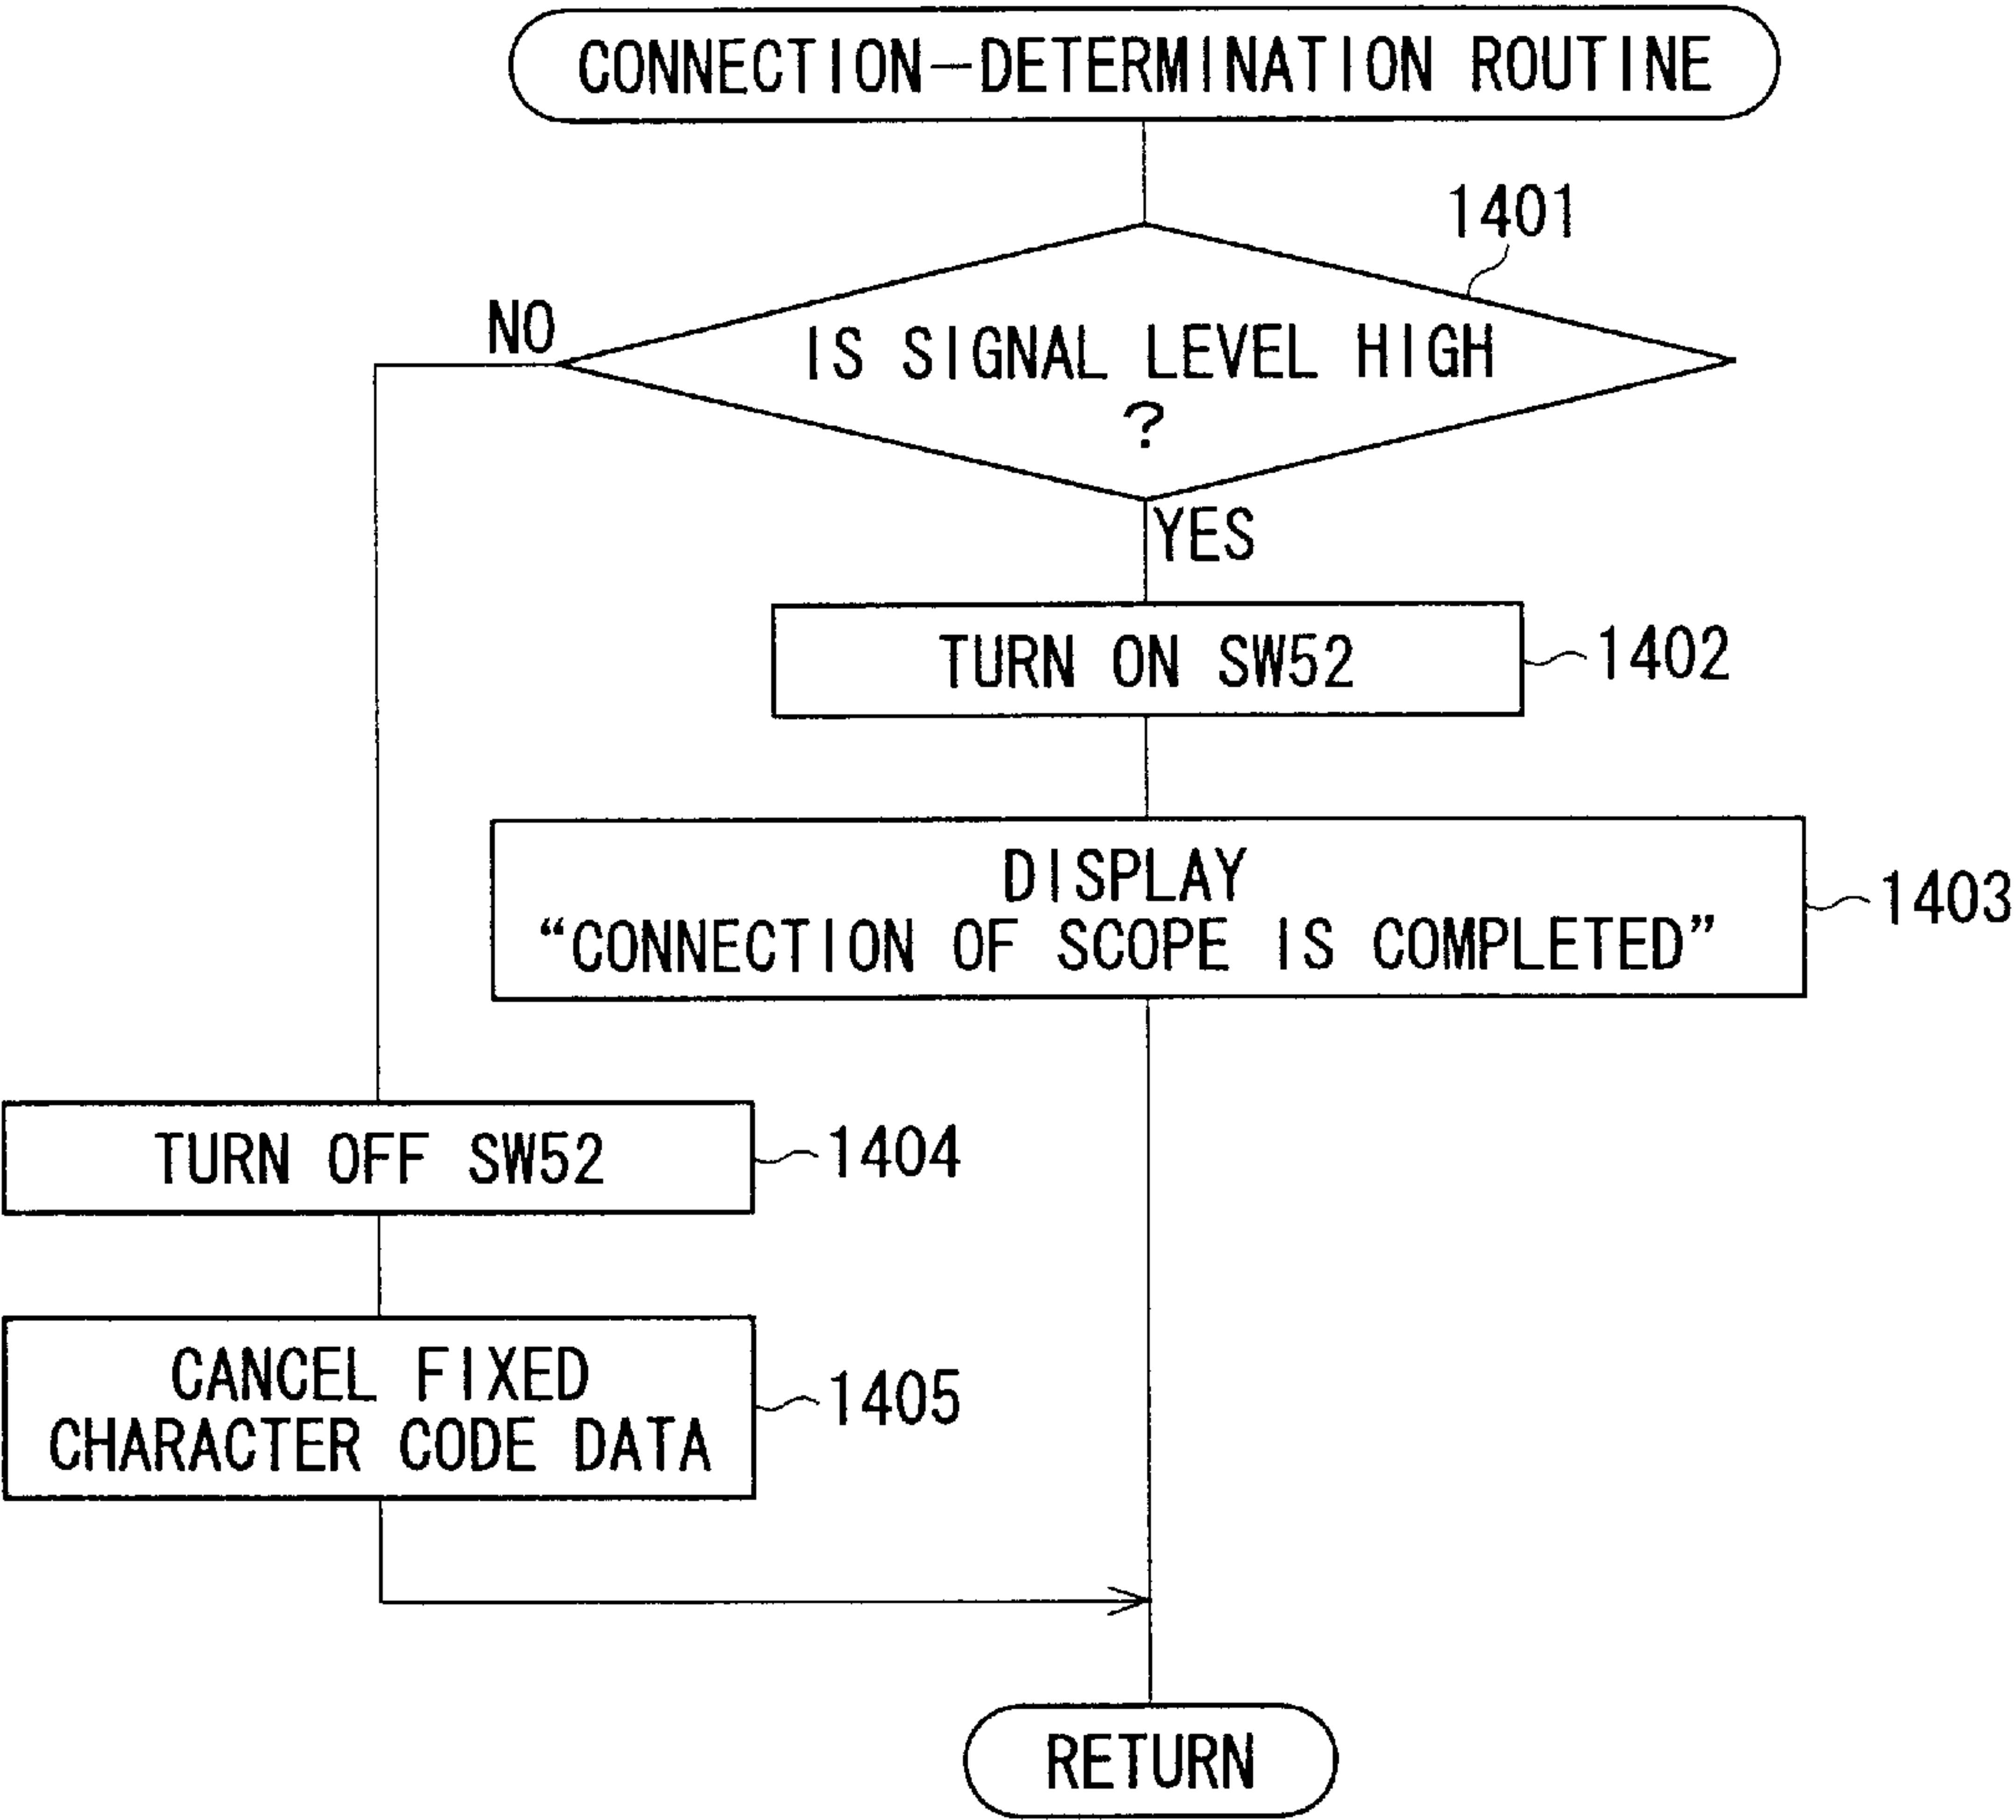 CONNECTION-DETERMINATION ROUTINE
1401
NO
IS SIGNAL LEVEL HIGH
?
YES
TURN ON SW52
1402
DISPLAY
“CONNECTION OF SCOPE IS COMPLETED”
1403
TURN OFF SW52
1404
CANCEL FIXED
CHARACTER CODE DATA
1405
RETURN